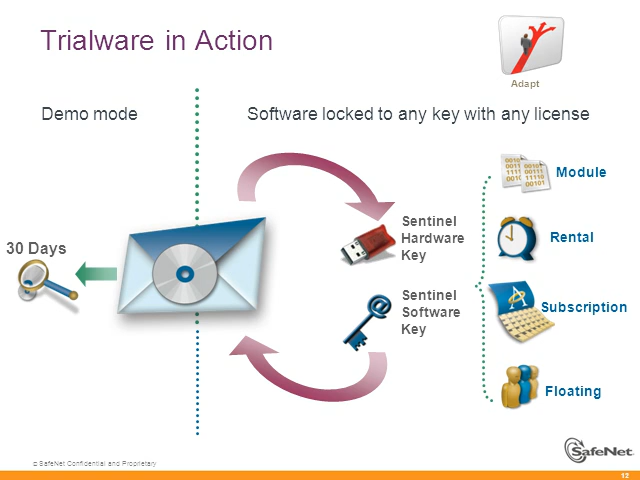 Trialware in Action
Adapt
Demo mode
Software locked to any key with any license
Module
Sentinel
Hardware
Key
Rental
30 Days
Sentinel
Software
Key
Subscription
Floating
SafeNet
SafeNet Confidential and Proprietary
12